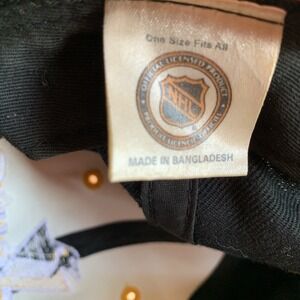 One Size Fits All
OFFICIAL LICENSED PRODUCT
NHL
MADE IN BANGLADESH